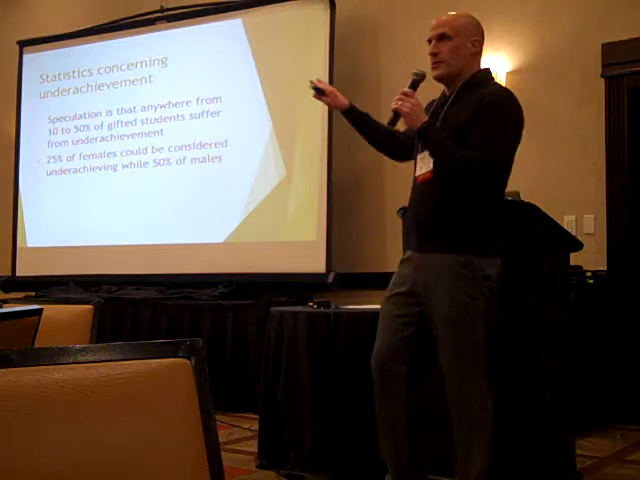 Statistics concerning
underachievement
Speculation is that anywhere from
10 to 50% of gifted students suffer
from underachievement
25% of females could be considered
underachieving while 50% of males